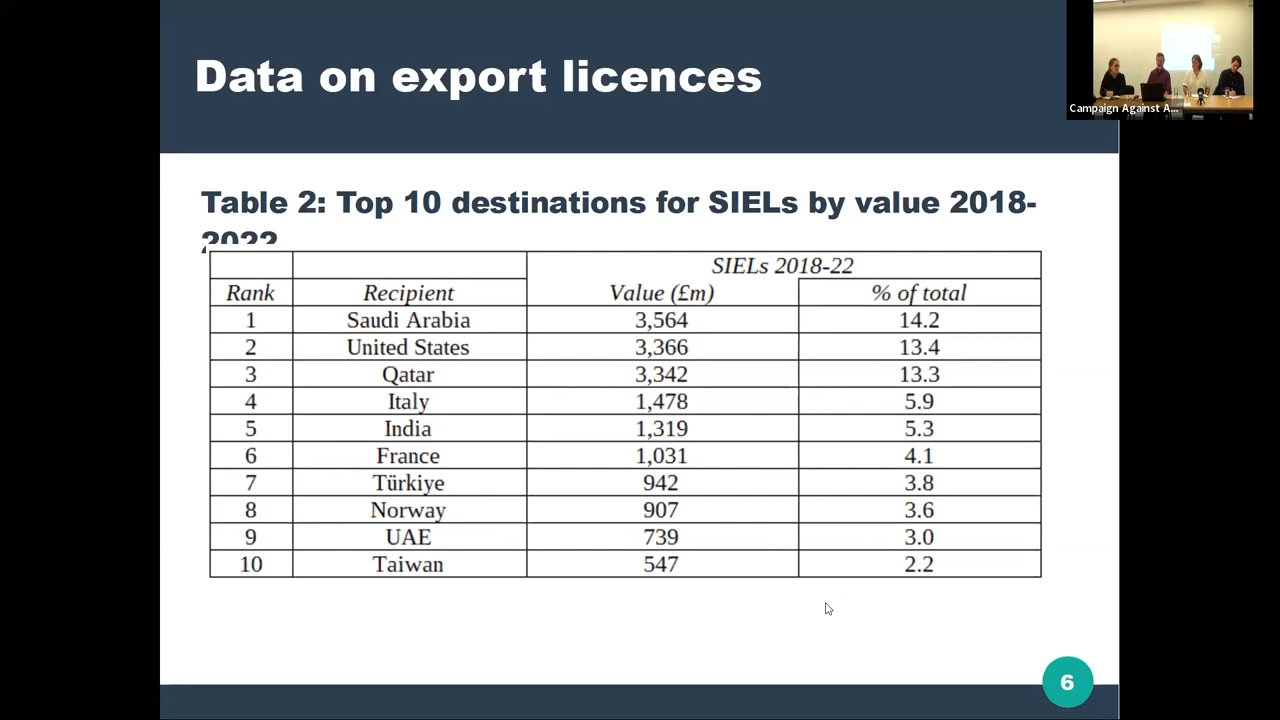 Data on export licences
Campaign Against A...
Table 2: Top 10 destinations for SIELs by value 2018-
2022
SIELs 2018-22
Rank Recipient Value (£m) % of total
1 Saudi Arabia 3,564 14.2
2 United States 3,366 13.4
3 Qatar 3,342 13.3
4 Italy 1,478 5.9
5 India 1,319 5.3
6 France 1,031 4.1
7 Türkiye 942 3.8
8 Norway 907 3.6
9 UAE 739 3.0
10 Taiwan 547 2.2
6